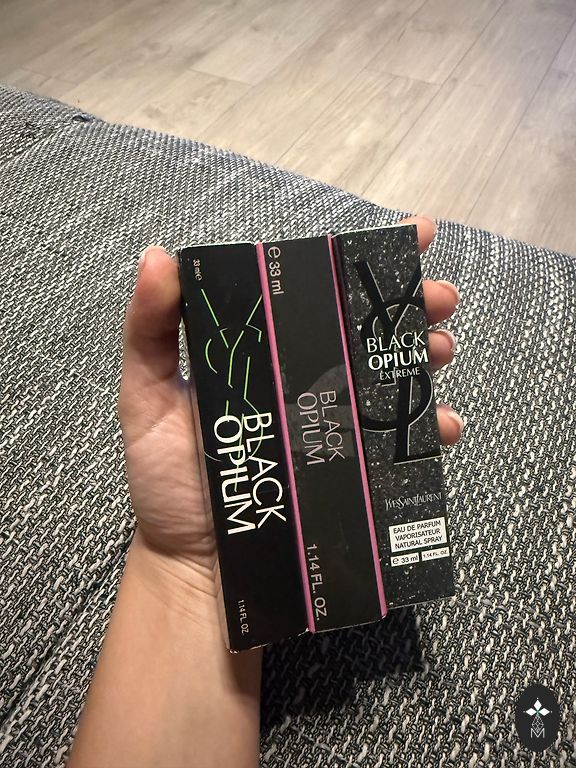 33 ml e
BLACK
OPIUM
1.14 FL. OZ.
e 33 ml
BLACK
OPIUM
1.14 FL. OZ
YSL
BLACK
OPIUM
EXTREME
YVESSAINTLAURENT
EAU DE PARFUM
VAPORISATEUR
NATURAL SPRAY
e 33 ml 1.14 FL. OZ
M